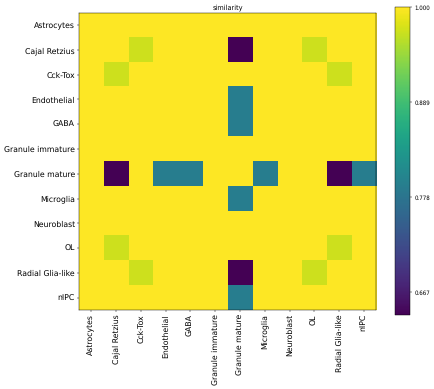 similarity
Astrocytes
Cajal Retzius
Cck-Tox
Endothelial
GABA
Granule immature
Granule mature
Microglia
Neuroblast
OL
Radial Glia-like
nIPC
1.000
0.889
0.778
0.667
Astrocytes
Cajal Retzius
Cck-Tox
Endothelial
GABA
Granule immature
Granule mature
Microglia
Neuroblast
OL
Radial Glia-like
nIPC